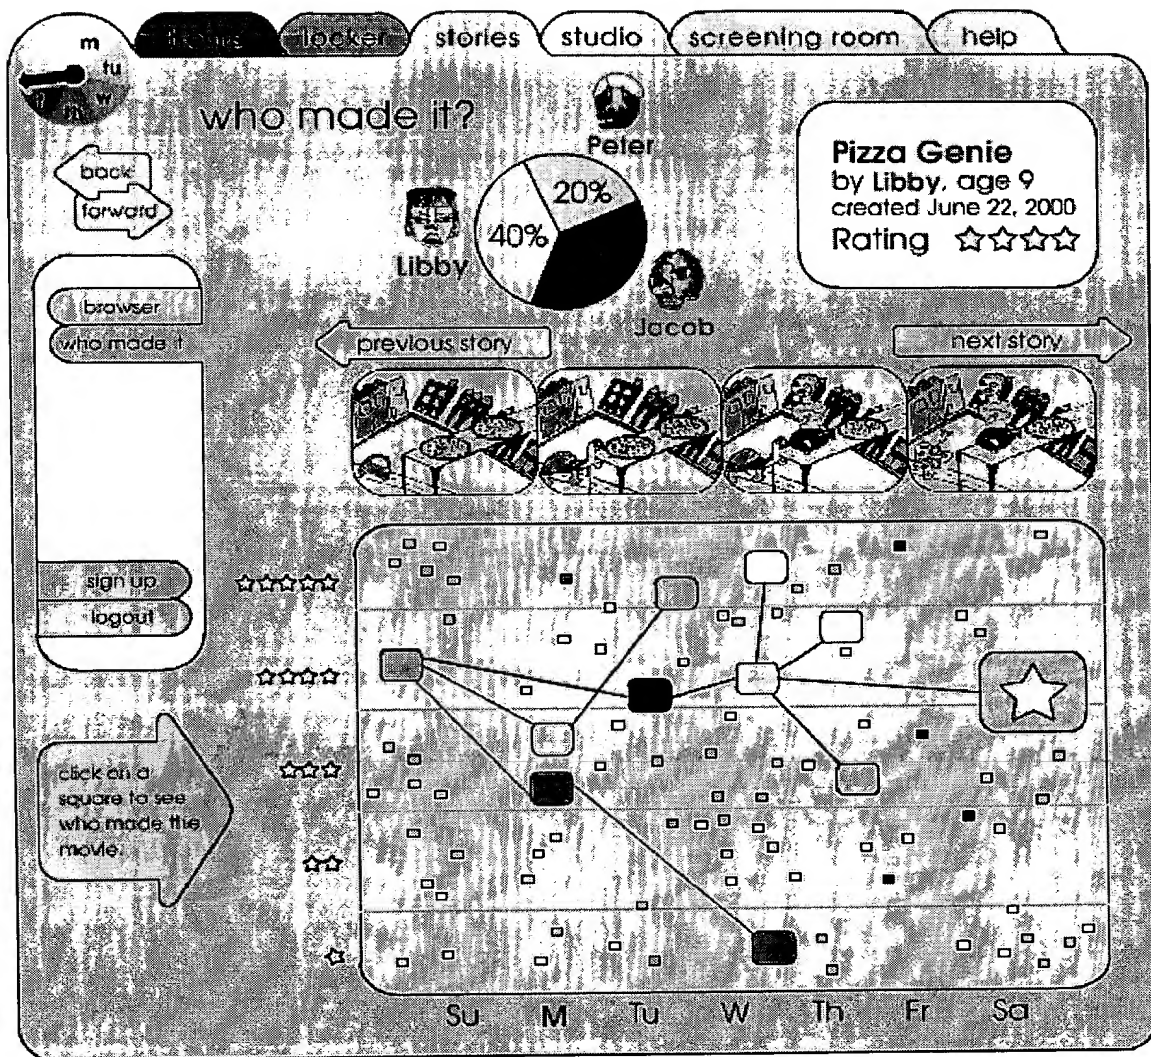 m
tu
w
locker
stories
studio
screening room
help
who made it?
Peter
20%
40%
Libby
Jacob
Pizza Genie
by Libby, age 9
created June 22, 2000
Rating
back
forward
browser
who made it
previous story
next story
sign up
logout
click on a
square to see
who made the
movie.
Su
M
Tu
W
Th
Fr
Sa